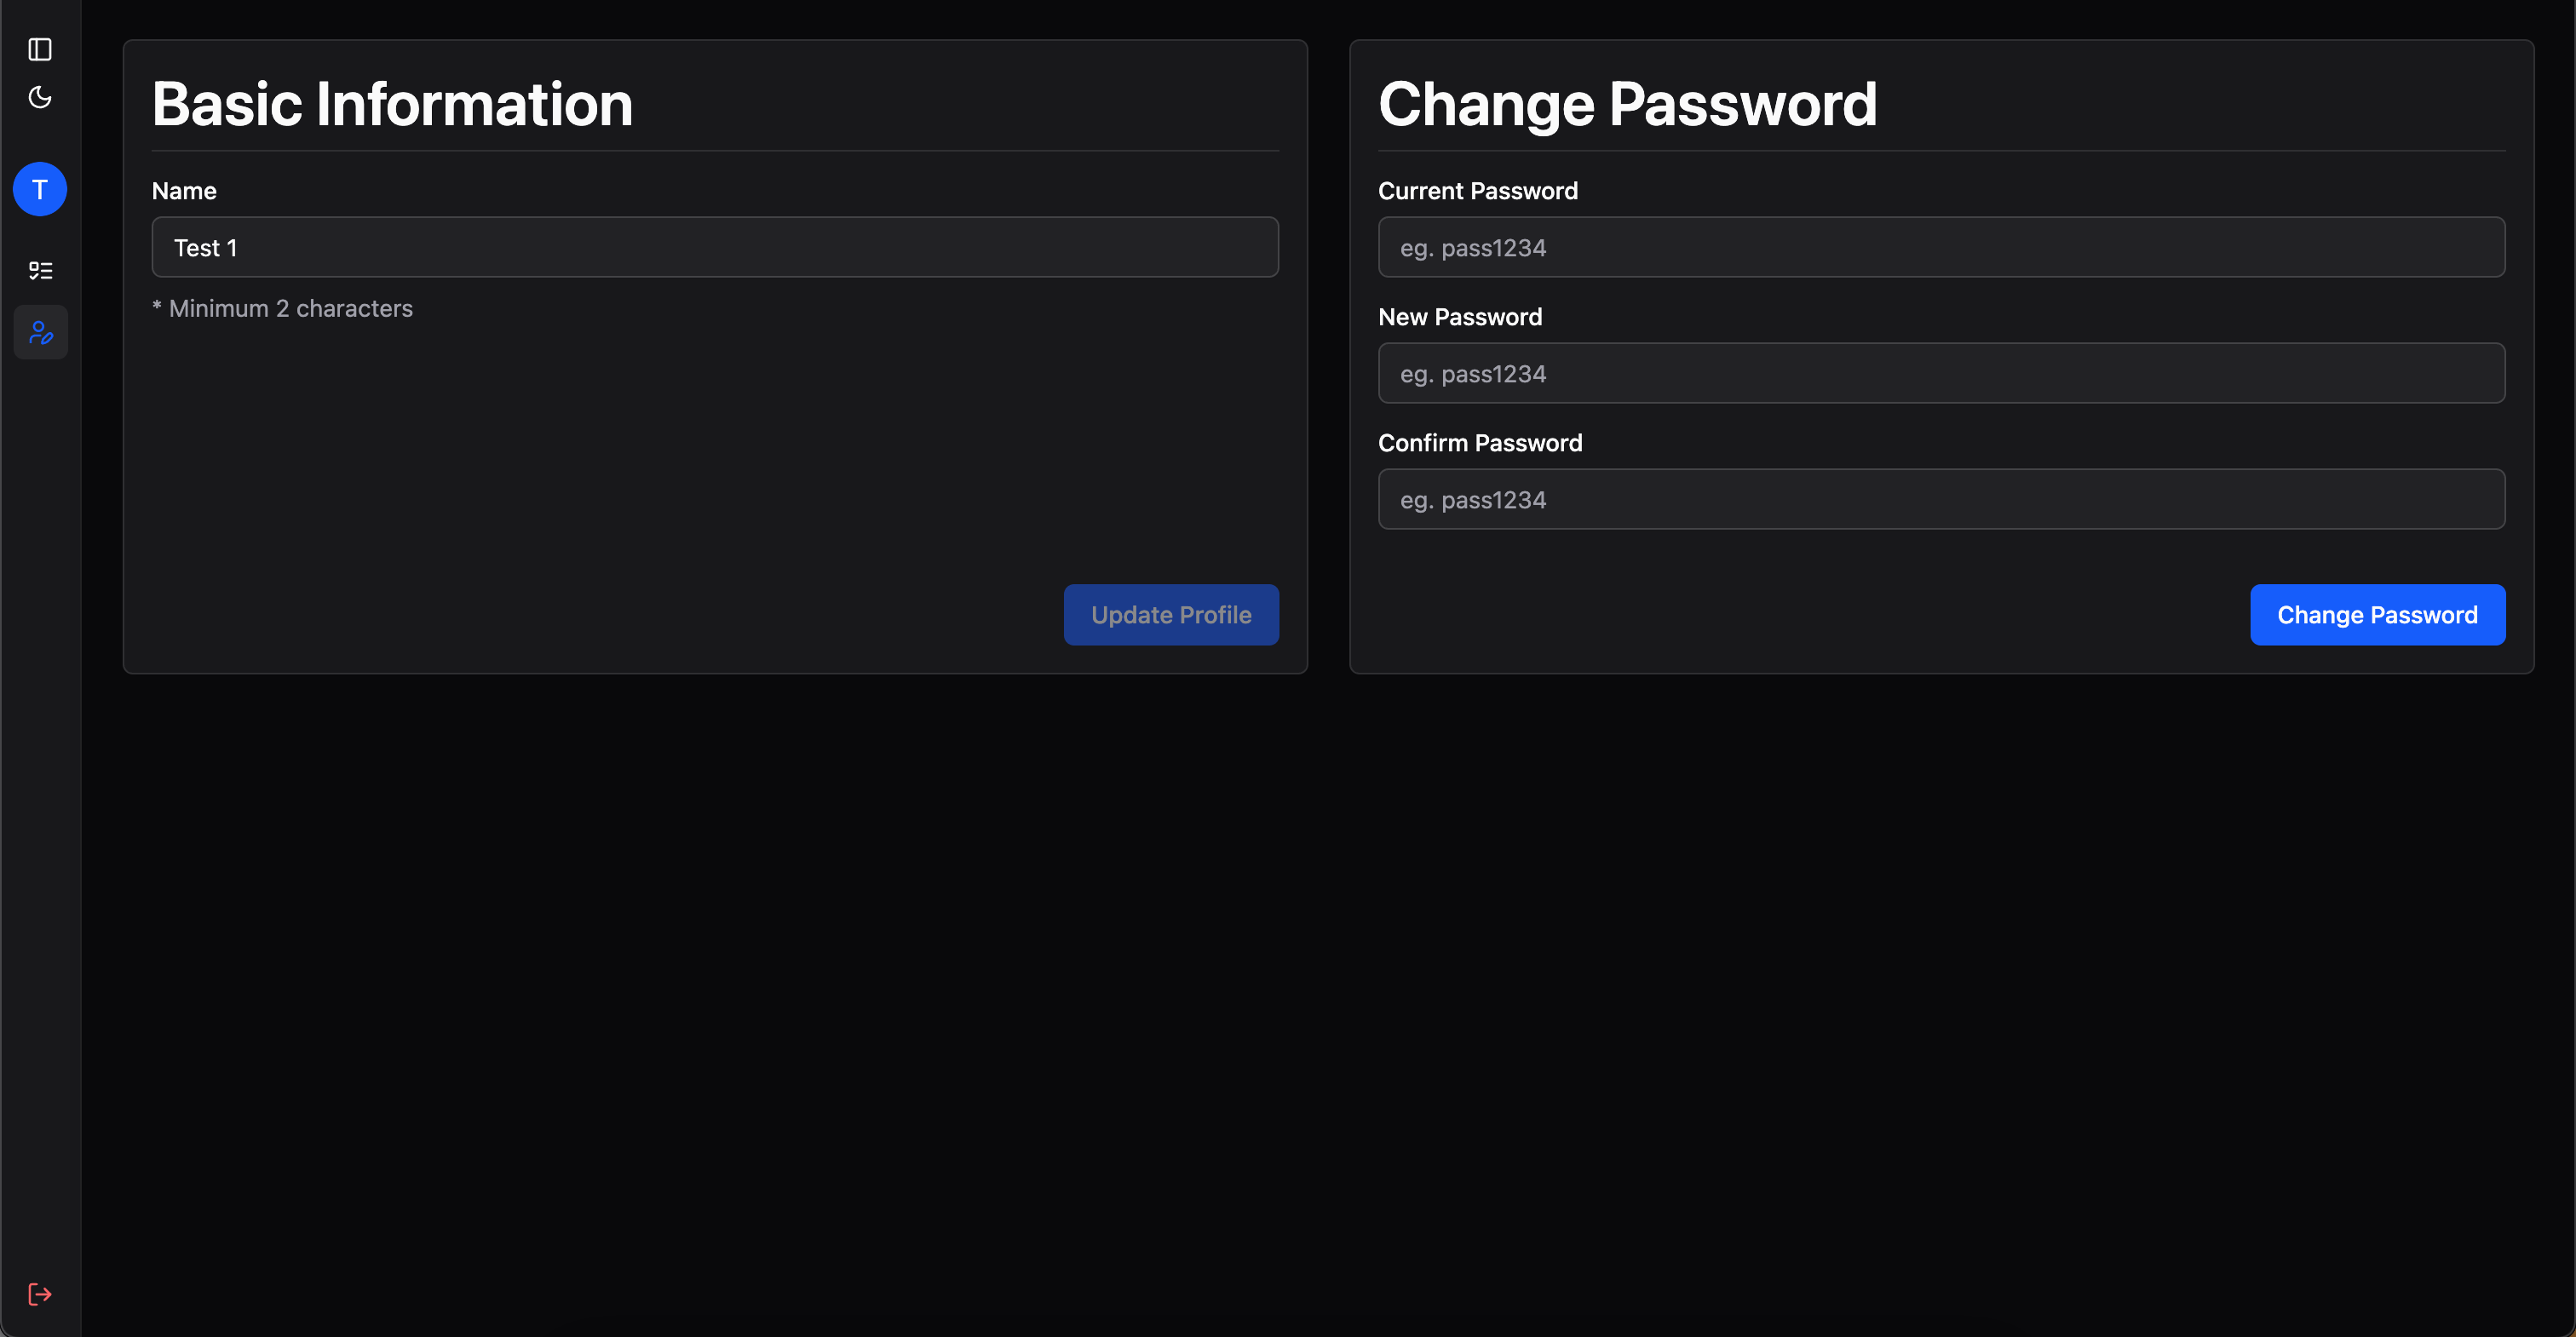 T
Basic Information
Name
Test 1
* Minimum 2 characters
Update Profile
Change Password
Current Password
eg. pass1234
New Password
eg. pass1234
Confirm Password
eg. pass1234
Change Password